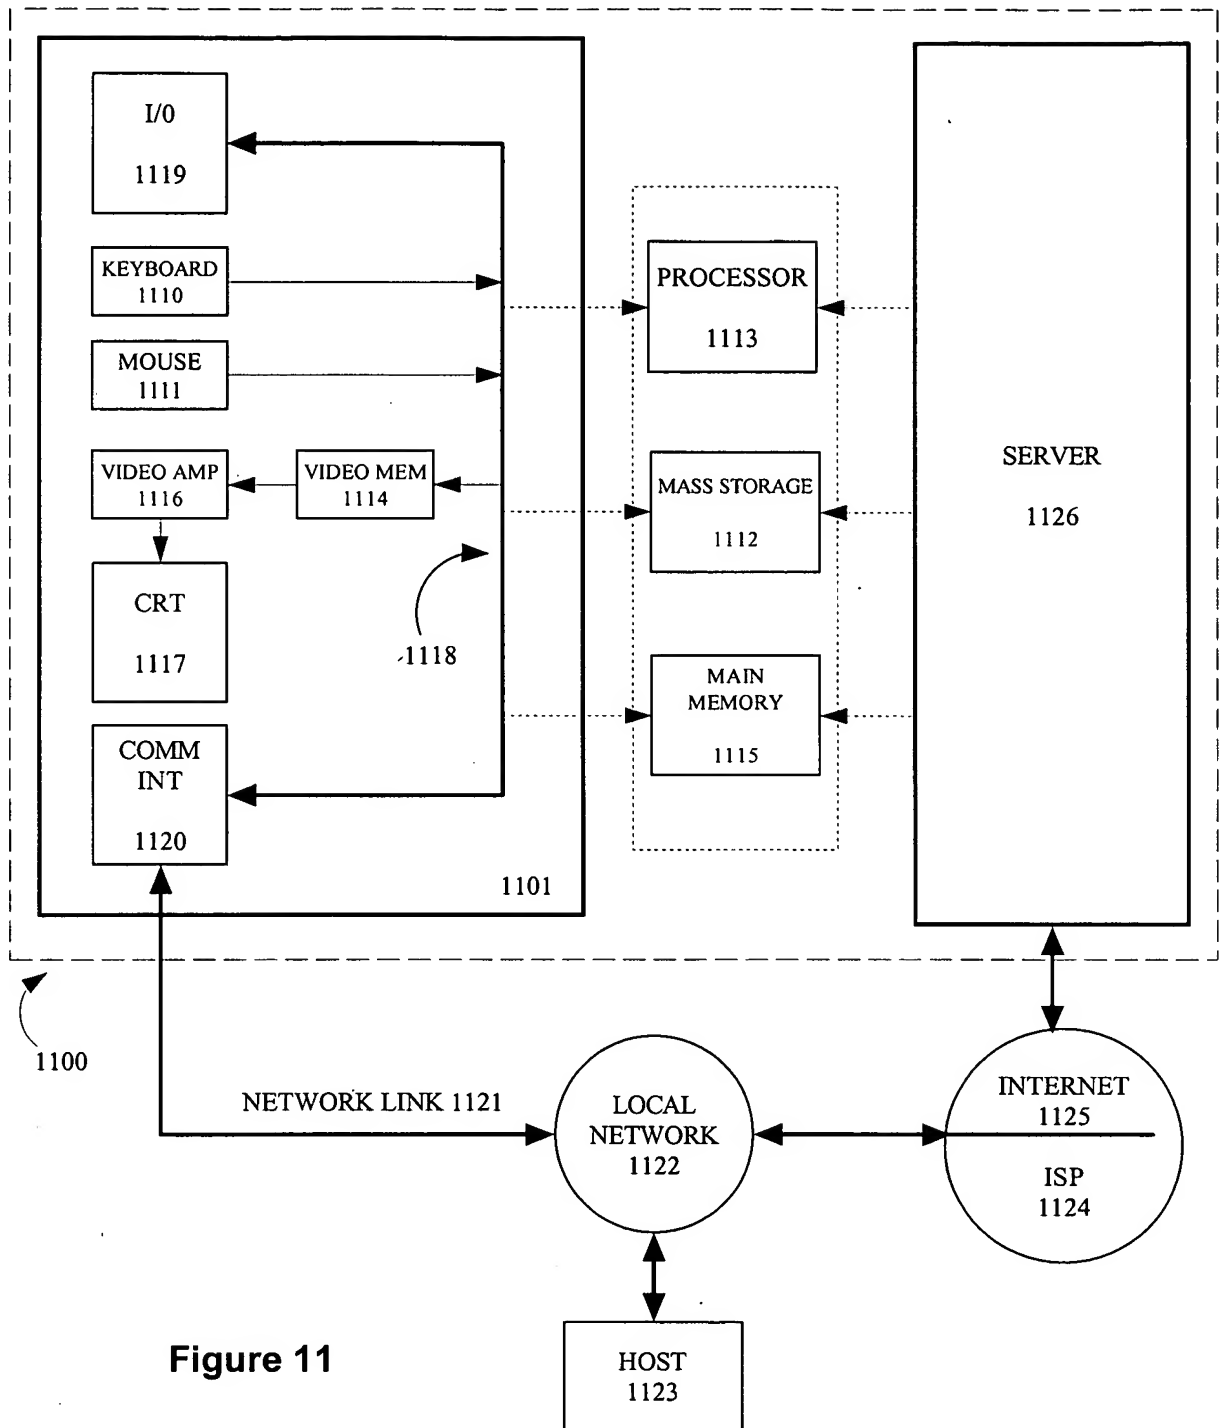 I/0
1119
KEYBOARD
1110
MOUSE
1111
VIDEO AMP
1116
VIDEO MEM
1114
CRT
1117
1118
COMM
INT
1120
1101
PROCESSOR
1113
MASS STORAGE
1112
MAIN
MEMORY
1115
SERVER
1126
1100
NETWORK LINK 1121
LOCAL
NETWORK
1122
INTERNET
1125
ISP
1124
HOST
1123
Figure 11